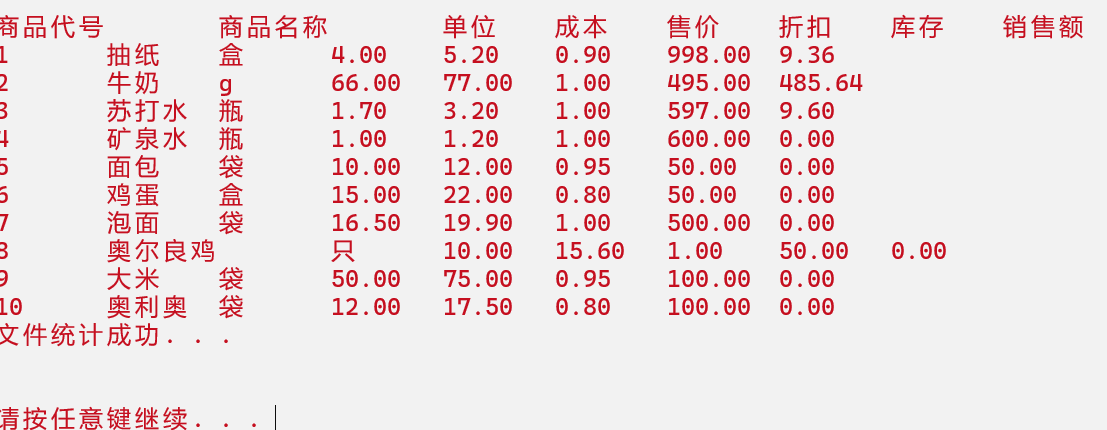 商品代号 商品名称 单位 成本 售价 折扣 库存 销售额
1 抽纸 盒 4.00 5.20 0.90 998.00 9.36
2 牛奶 g 66.00 77.00 1.00 495.00 485.64
3 苏打水 瓶 1.70 3.20 1.00 597.00 9.60
4 矿泉水 瓶 1.00 1.20 1.00 600.00 0.00
5 面包 袋 10.00 12.00 0.95 50.00 0.00
6 鸡蛋 盒 15.00 22.00 0.80 50.00 0.00
7 泡面 袋 16.50 19.90 1.00 500.00 0.00
8 奥尔良鸡 只 10.00 15.60 1.00 50.00 0.00
9 大米 袋 50.00 75.00 0.95 100.00 0.00
10 奥利奥 袋 12.00 17.50 0.80 100.00 0.00
文件统计成功...
请按任意键继续...